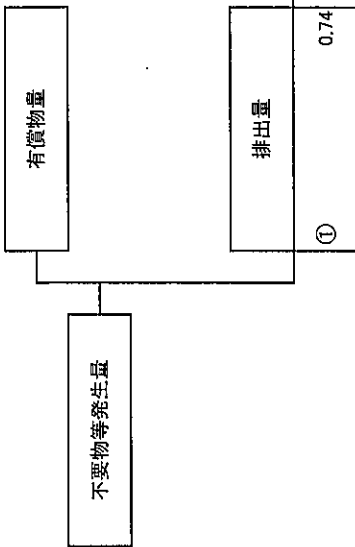 不要物等発生量
有償物量
排出量
① 0.74